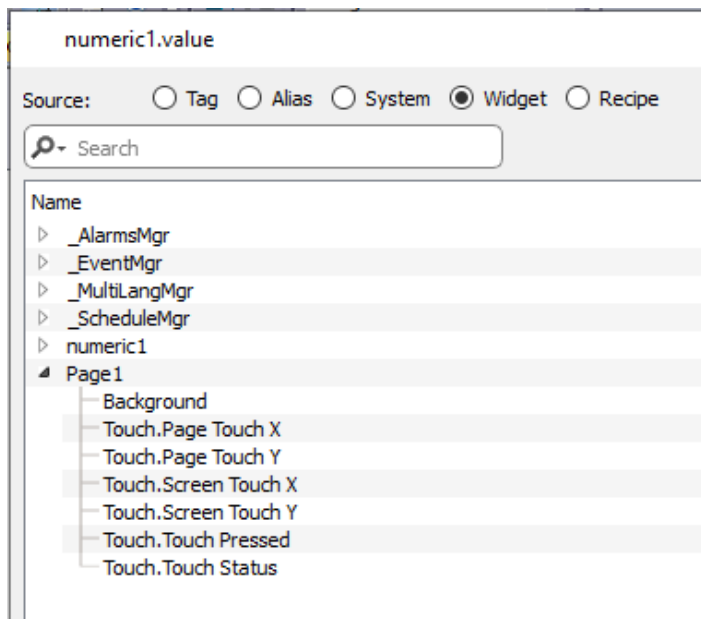 numeric1.value
Source: Tag Alias System Widget Recipe
Search
Name
_AlarmsMgr
_EventMgr
_MultiLangMgr
_ScheduleMgr
numeric1
Page1
Background
Touch.Page Touch X
Touch.Page Touch Y
Touch.Screen Touch X
Touch.Screen Touch Y
Touch.Touch Pressed
Touch.Touch Status